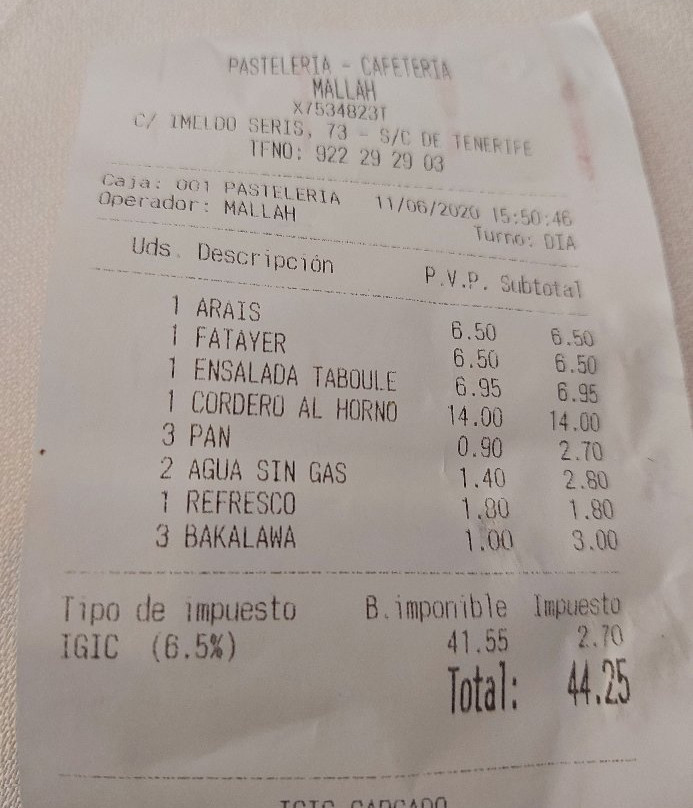 PASTELERIA - CAFETERIA
MALLAH
X7534823T
C/ IMELDO SERIS, 73 - S/C DE TENERIFE
TFNO: 922 29 29 03
Caja: 001 PASTELERIA 11/06/2020 15:50:46
Operador: MALLAH Turno: DIA
Uds. Descripción P.V.P. Subtotal
1 ARAIS 6.50 6.50
1 FATAYER 6.50 6.50
1 ENSALADA TABOULE 6.95 6.95
1 CORDERO AL HORNO 14.00 14.00
3 PAN 0.90 2.70
2 AGUA SIN GAS 1.40 2.80
1 REFRESCO 1.80 1.80
3 BAKALAWA 1.00 3.00
Tipo de impuesto B.imponible Impuesto
IGIC (6.5%) 41.55 2.70
Total: 44.25